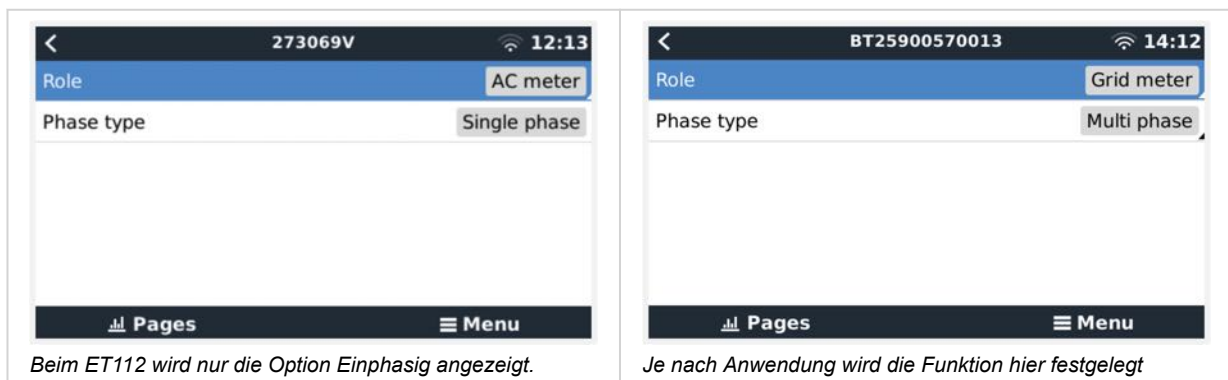 273069V 12:13
Role AC meter
Phase type Single phase
Pages Menu
Beim ET112 wird nur die Option Einphasig angezeigt.
BT25900570013 14:12
Role Grid meter
Phase type Multi phase
Pages Menu
Je nach Anwendung wird die Funktion hier festgelegt